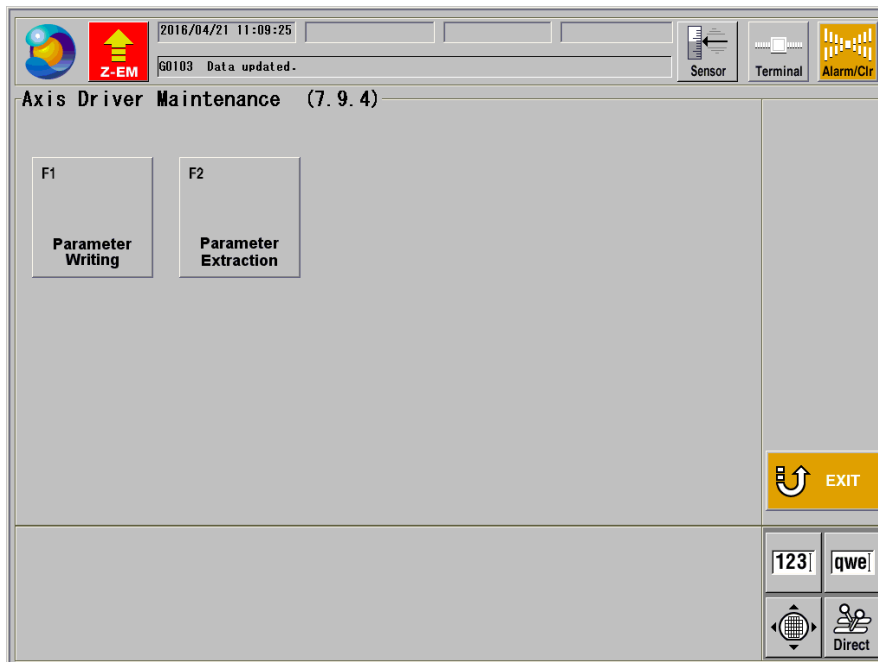 2016/04/21 11:09:25
Z-EM
G0103 Data updated.
Sensor
Terminal
Alarm/Clr
Axis Driver Maintenance (7.9.4)
F1
Parameter
Writing
F2
Parameter
Extraction
EXIT
123
qwe
Direct